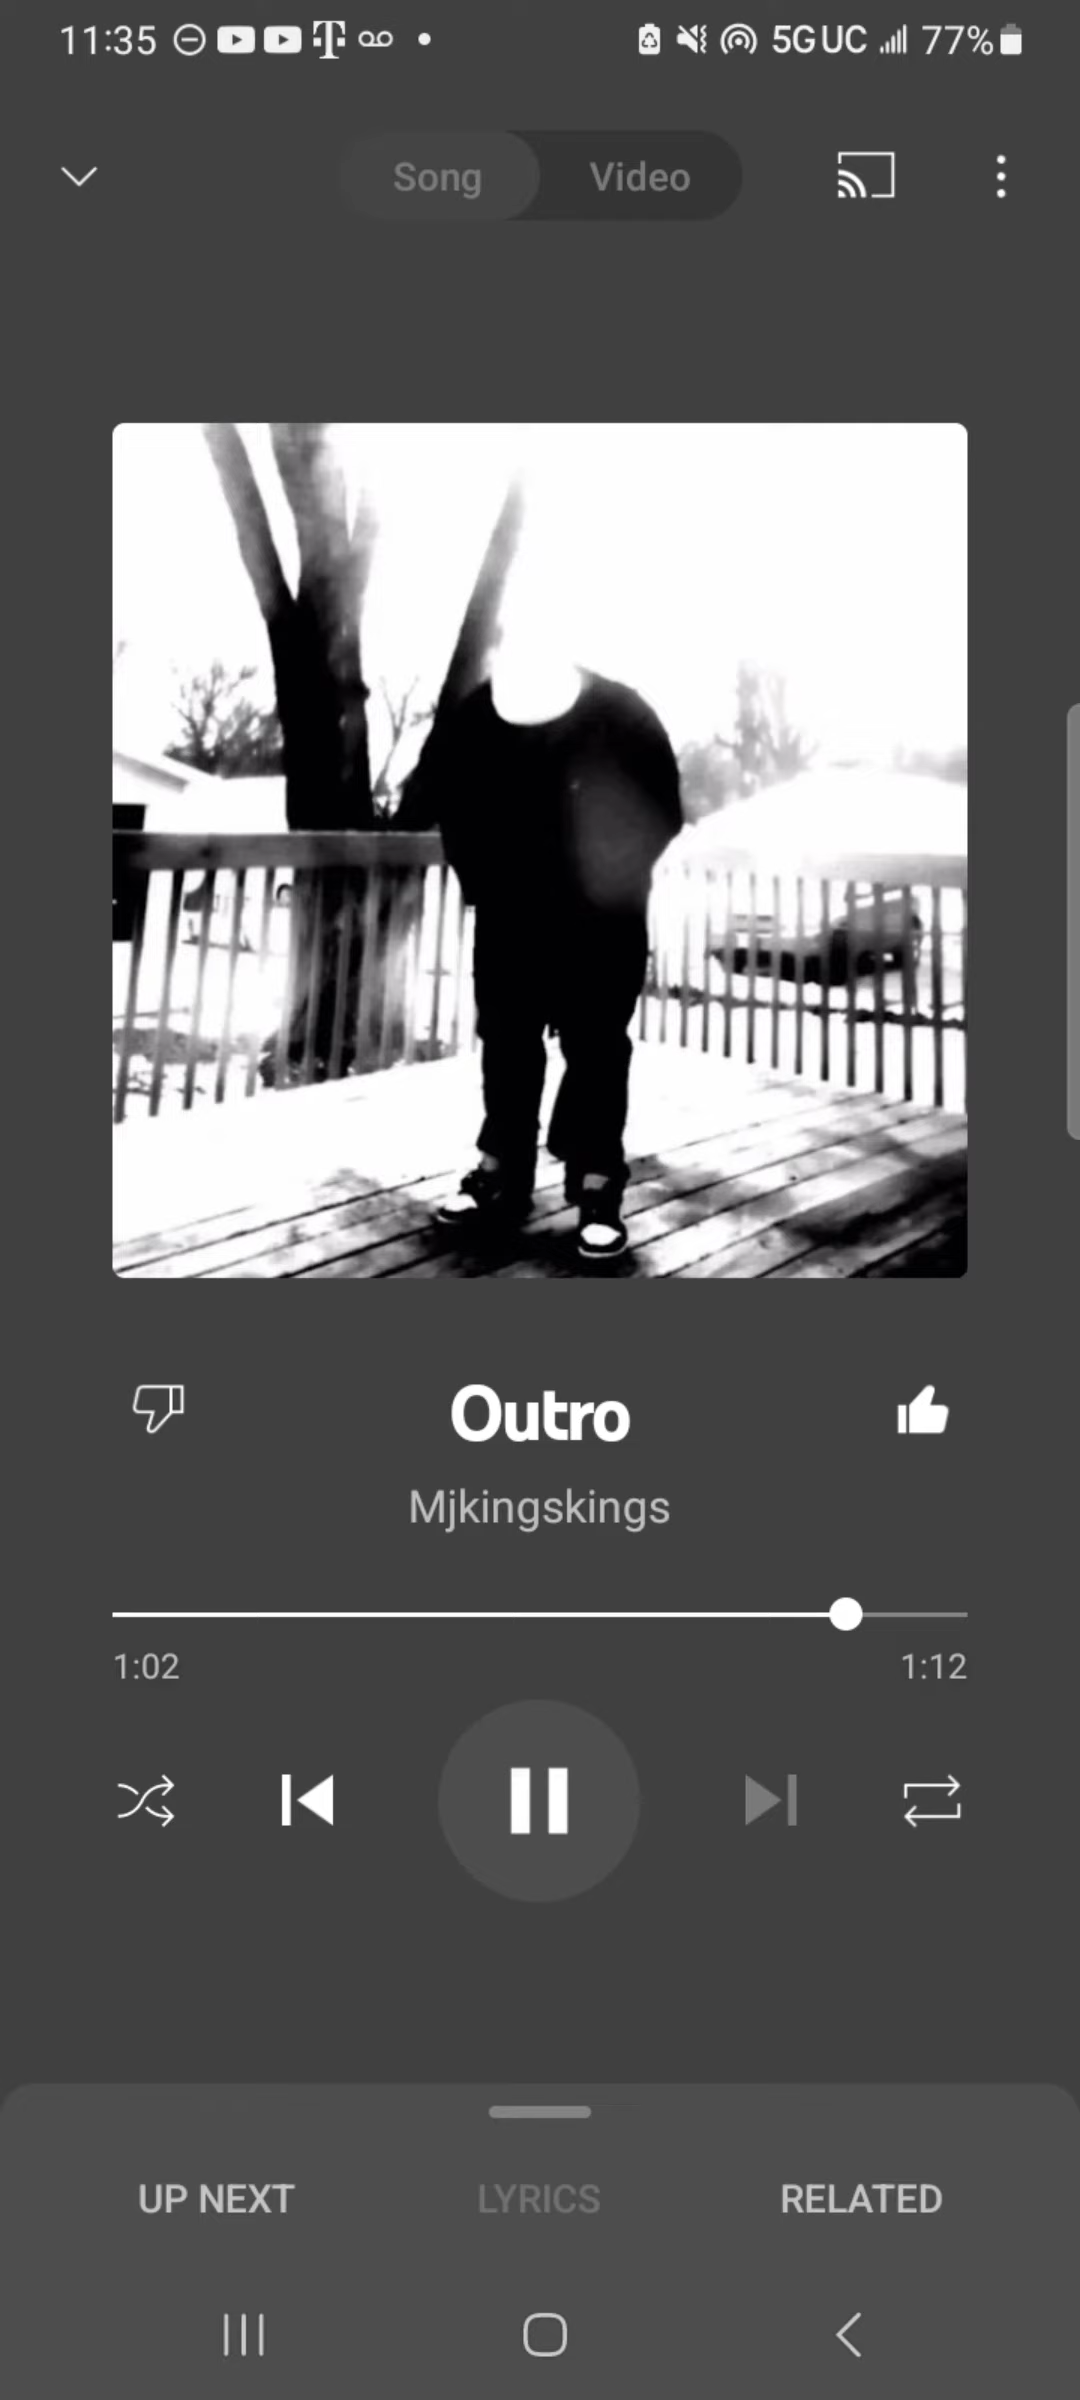 11:35 5G UC 77%
Song Video
Outro
Mjkingskings
1:02 1:12
UP NEXT LYRICS RELATED